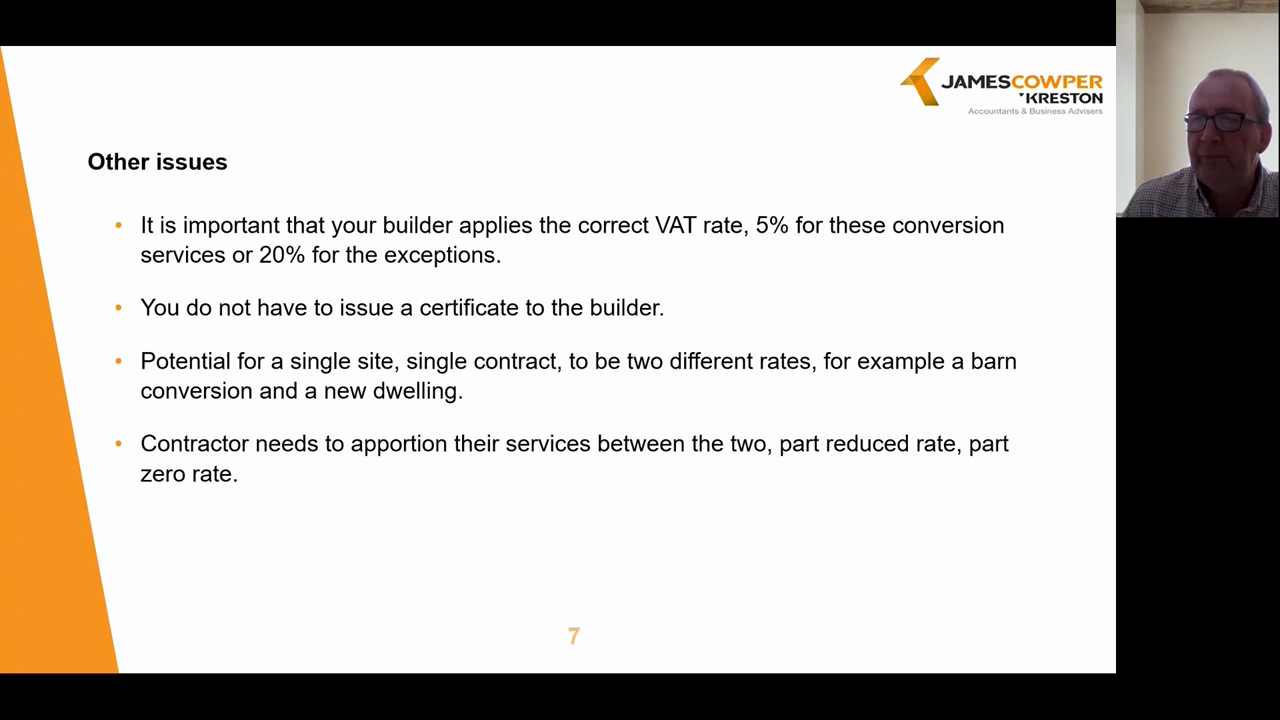 JAMESCOWPER
KRESTON
Accountants & Business Advisers
Other issues
• It is important that your builder applies the correct VAT rate, 5% for these conversion
services or 20% for the exceptions.
• You do not have to issue a certificate to the builder.
• Potential for a single site, single contract, to be two different rates, for example a barn
conversion and a new dwelling.
• Contractor needs to apportion their services between the two, part reduced rate, part
zero rate.
7